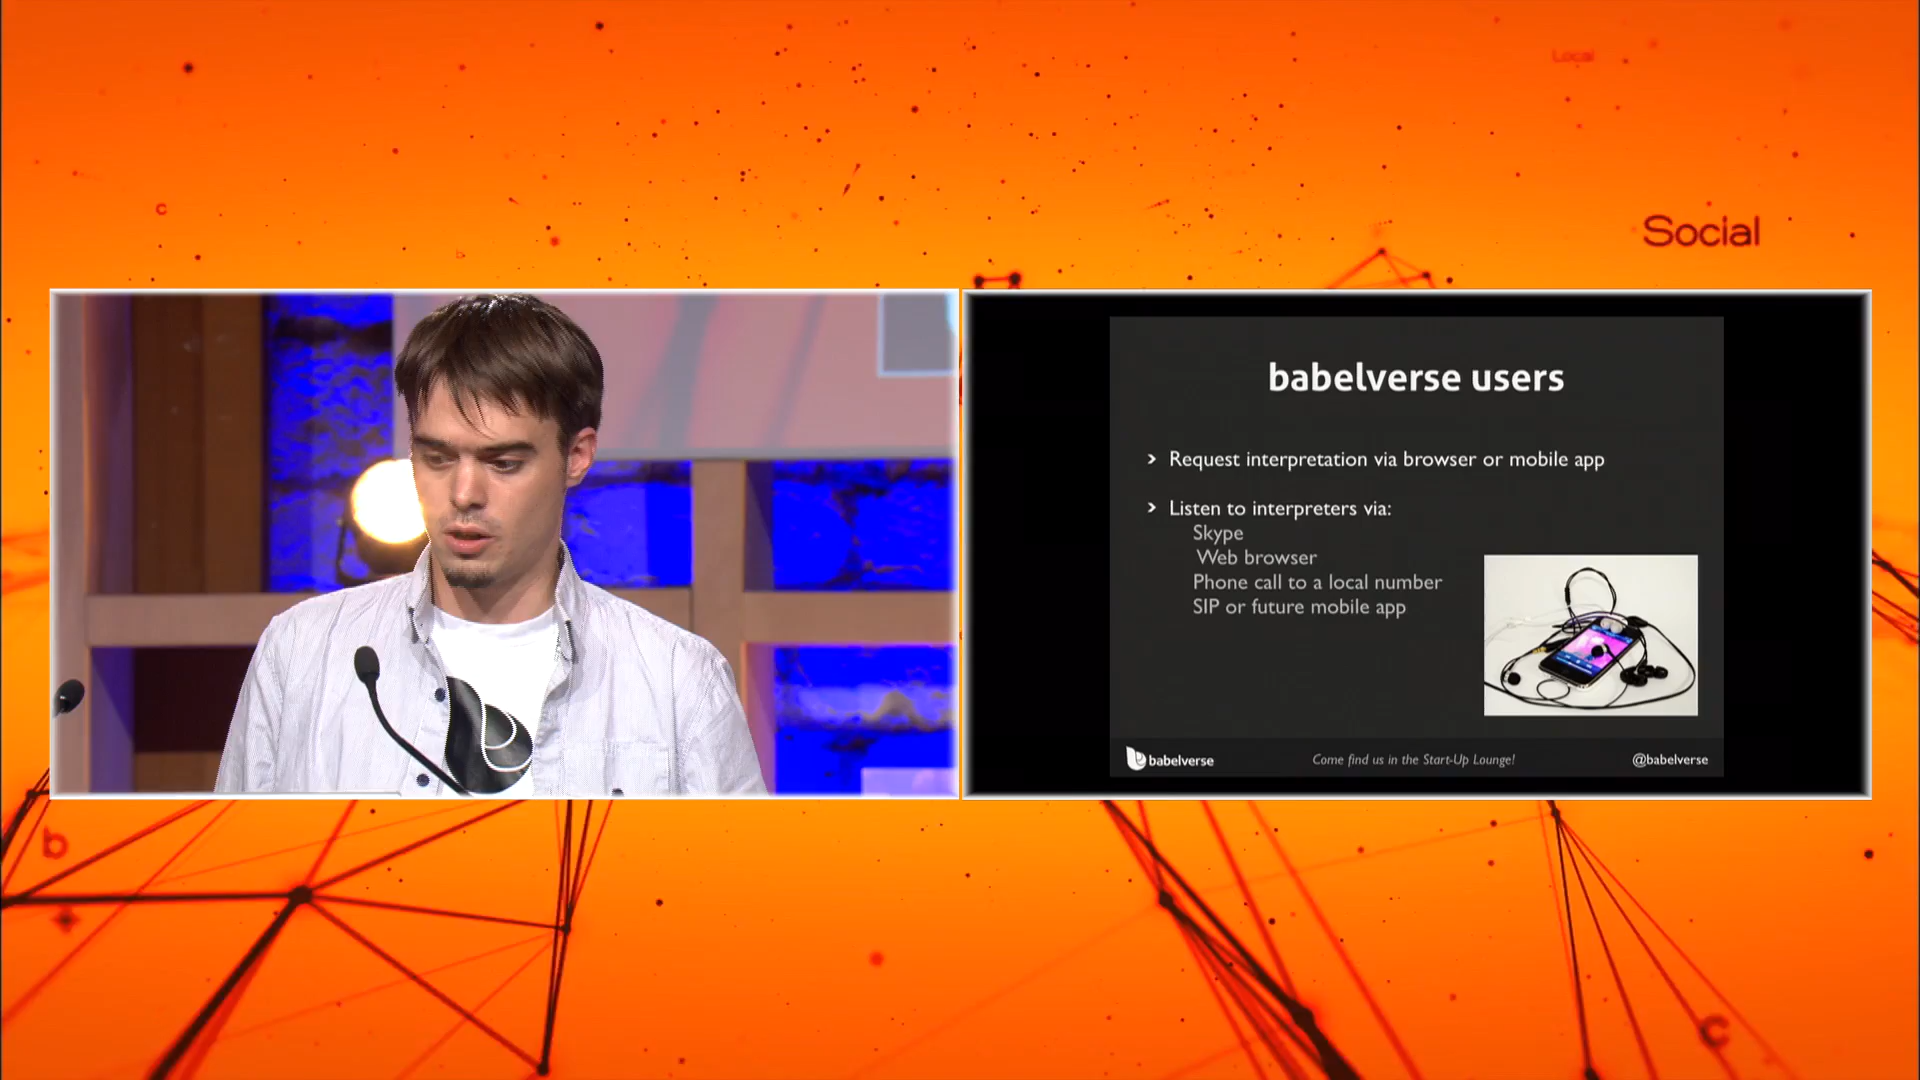 Local
c
Social
babelverse users
Request interpretation via browser or mobile app
Listen to interpreters via:
Skype
Web browser
Phone call to a local number
SIP or future mobile app
babelverse
Come find us in the Start-Up Lounge!
@babelverse
b
c